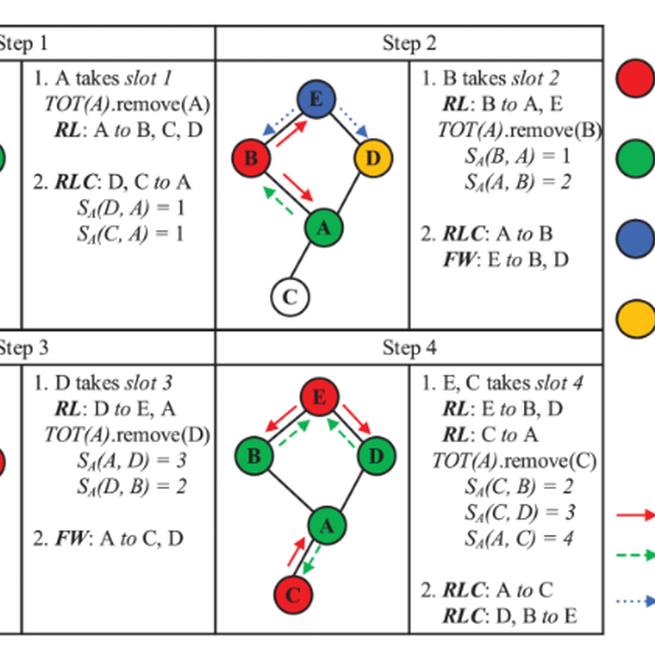 Step 1
1. A takes slot 1
TOT(A).remove(A)
RL: A to B, C, D
2. RLC: D, C to A
S_A(D, A) = 1
S_A(C, A) = 1
Step 2
E
B
D
A
C
1. B takes slot 2
RL: B to A, E
TOT(A).remove(B)
S_A(B, A) = 1
S_A(A, B) = 2
2. RLC: A to B
FW: E to B, D
Step 3
1. D takes slot 3
RL: D to E, A
TOT(A).remove(D)
S_A(A, D) = 3
S_A(D, B) = 2
2. FW: A to C, D
Step 4
E
B
D
A
C
1. E, C takes slot 4
RL: E to B, D
RL: C to A
TOT(A).remove(C)
S_A(C, B) = 2
S_A(C, D) = 3
S_A(A, C) = 4
2. RLC: A to C
RLC: D, B to E